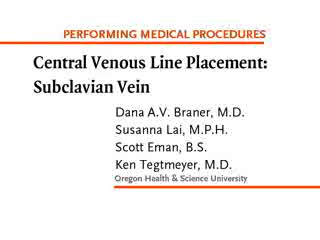 PERFORMING MEDICAL PROCEDURES
Central Venous Line Placement:
Subclavian Vein
Dana A.V. Braner, M.D.
Susanna Lai, M.P.H.
Scott Eman, B.S.
Ken Tegtmeyer, M.D.
Oregon Health & Science University